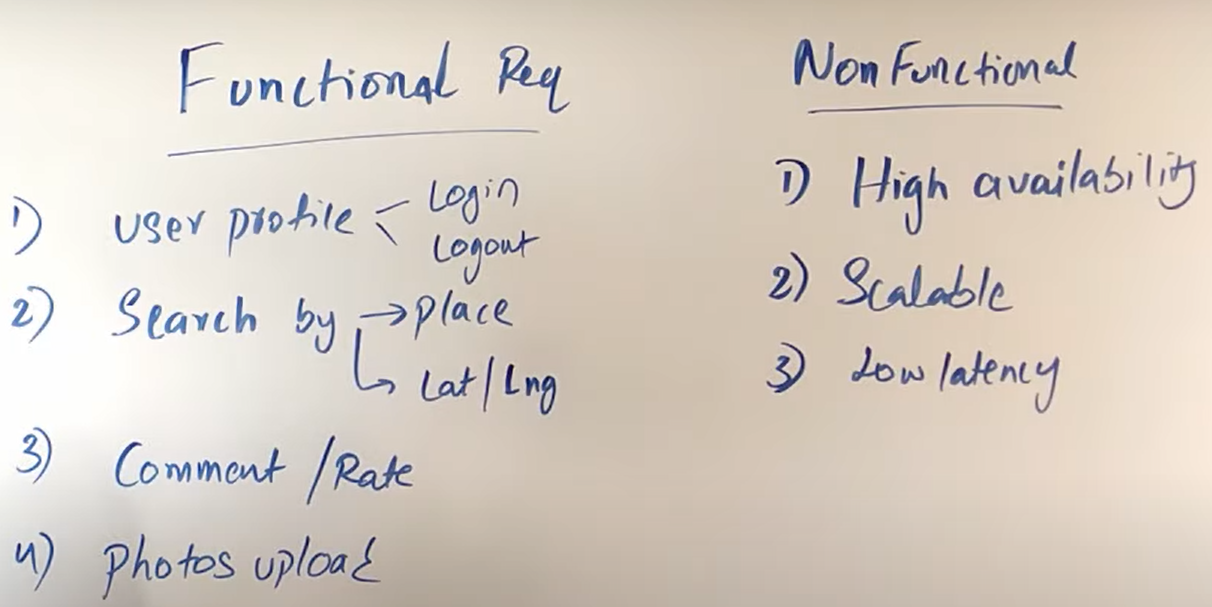 Functional Req
1) User profile Login
Logout
2) Search by → place
Lat/Lng
3) Comment / Rate
4) Photos upload
Non Functional
1) High availability
2) Scalable
3) Low latency